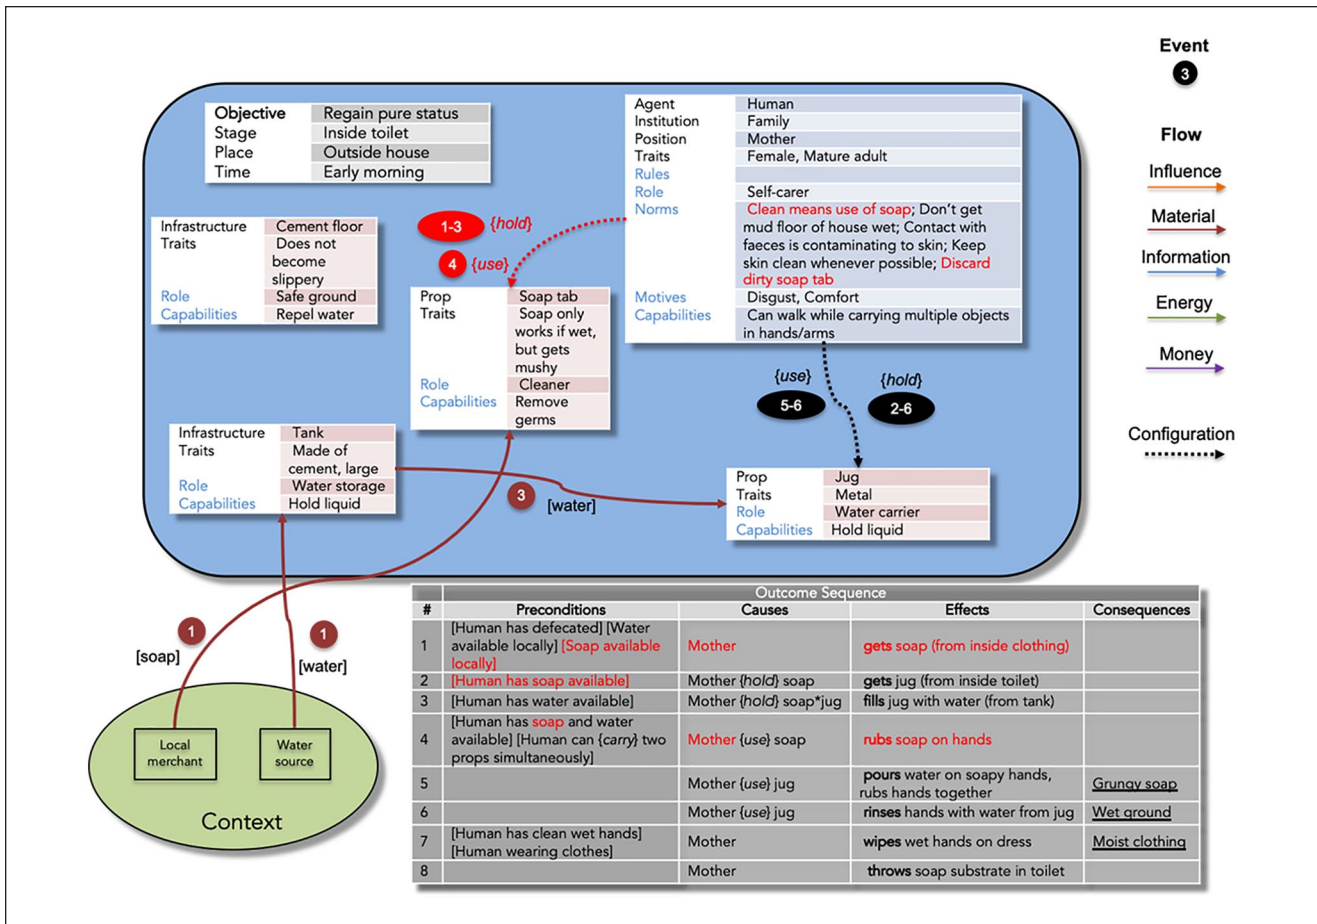 Event
3
Flow
Influence
Material
Information
Energy
Money
Configuration
Objective Regain pure status
Stage Inside toilet
Place Outside house
Time Early morning
Agent Human
Institution Family
Position Mother
Traits Female, Mature adult
Rules
Role Self-carer
Norms Clean means use of soap; Don't get
mud floor of house wet; Contact with
faeces is contaminating to skin; Keep
skin clean whenever possible; Discard
dirty soap tab
Motives Disgust, Comfort
Capabilities Can walk while carrying multiple objects
in hands/arms
Infrastructure Cement floor
Traits Does not
become
slippery
Role Safe ground
Capabilities Repel water
1-3 {hold}
4 {use}
Prop Soap tab
Traits Soap only
works if wet,
but gets
mushy
Role Cleaner
Capabilities Remove
germs
{use} {hold}
5-6 2-6
Infrastructure Tank
Traits Made of
cement, large
Role Water storage
Capabilities Hold liquid
3 [water]
Prop Jug
Traits Metal
Role Water carrier
Capabilities Hold liquid
1
[soap]
1
[water]
Local
merchant
Water
source
Context
Outcome Sequence
# Preconditions Causes Effects Consequences
1 [Human has defecated] [Water
available locally] [Soap available
locally] Mother gets soap (from inside clothing)
2 [Human has soap available] Mother {hold} soap gets jug (from inside toilet)
3 [Human has water available] Mother {hold} soap*jug fills jug with water (from tank)
4 [Human has soap and water
available] [Human can {carry} two
props simultaneously] Mother {use} soap rubs soap on hands
5 Mother {use} jug pours water on soapy hands,
rubs hands together Grungy soap
6 Mother {use} jug rinses hands with water from jug Wet ground
7 [Human has clean wet hands]
[Human wearing clothes] Mother wipes wet hands on dress Moist clothing
8 Mother throws soap substrate in toilet